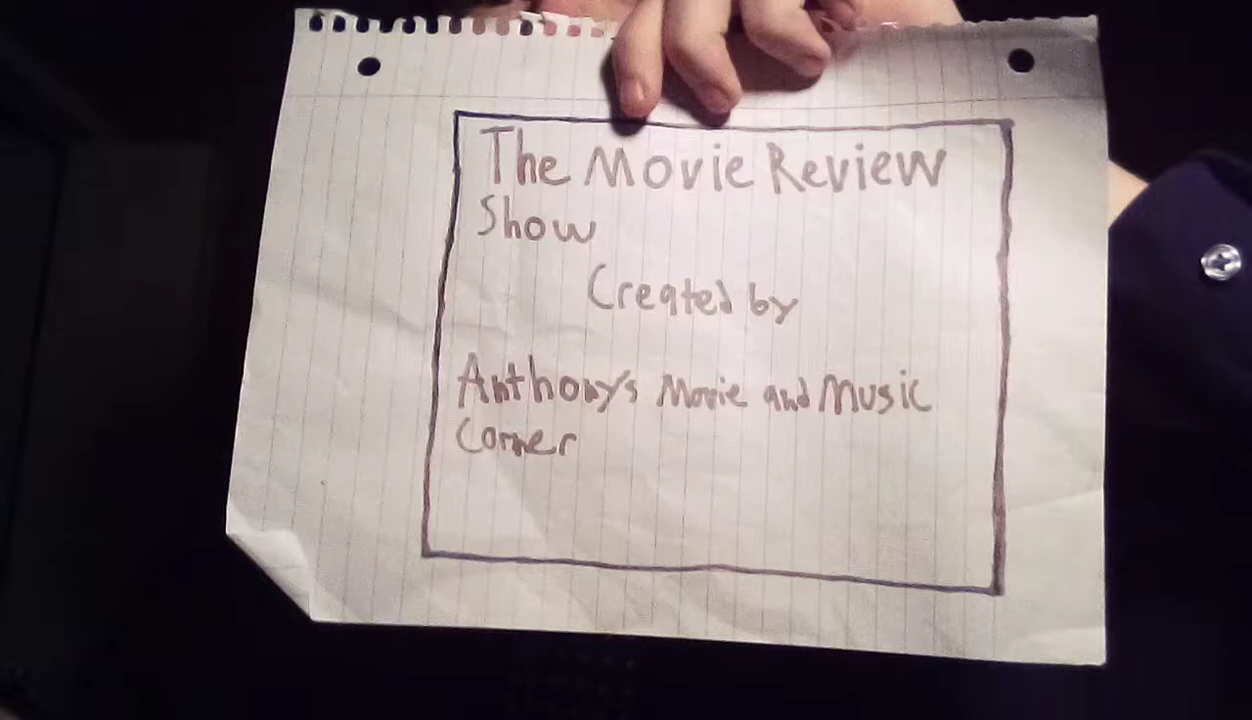 The Movie Review
Show
Created by
Anthony's Movie and Music
Corner